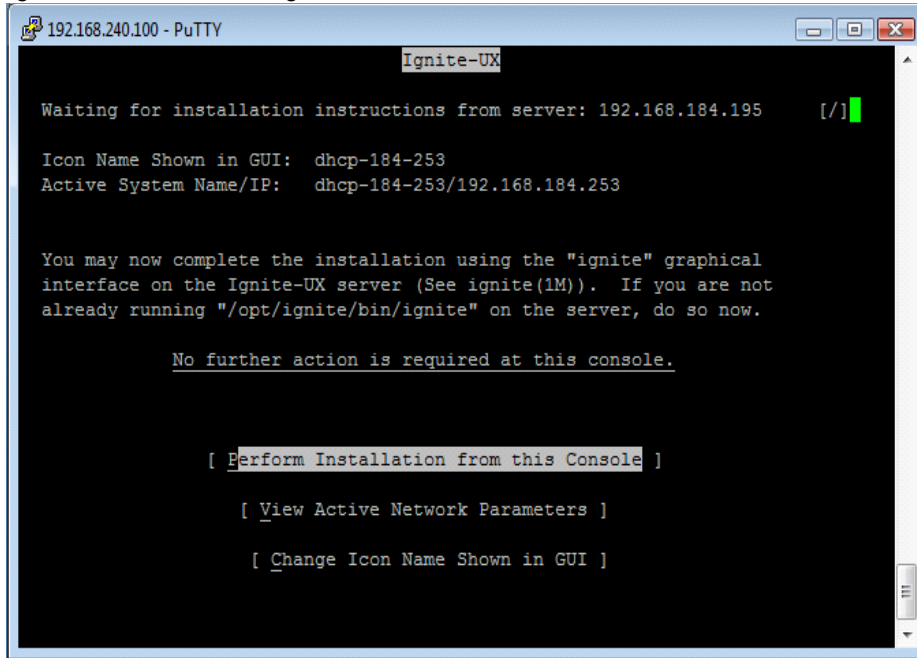 192.168.240.100 - PuTTY
Ignite-UX
Waiting for installation instructions from server: 192.168.184.195 [/]
Icon Name Shown in GUI: dhcp-184-253
Active System Name/IP: dhcp-184-253/192.168.184.253
You may now complete the installation using the "ignite" graphical
interface on the Ignite-UX server (See ignite(1M)). If you are not
already running "/opt/ignite/bin/ignite" on the server, do so now.
No further action is required at this console.
[ Perform Installation from this Console ]
[ View Active Network Parameters ]
[ Change Icon Name Shown in GUI ]